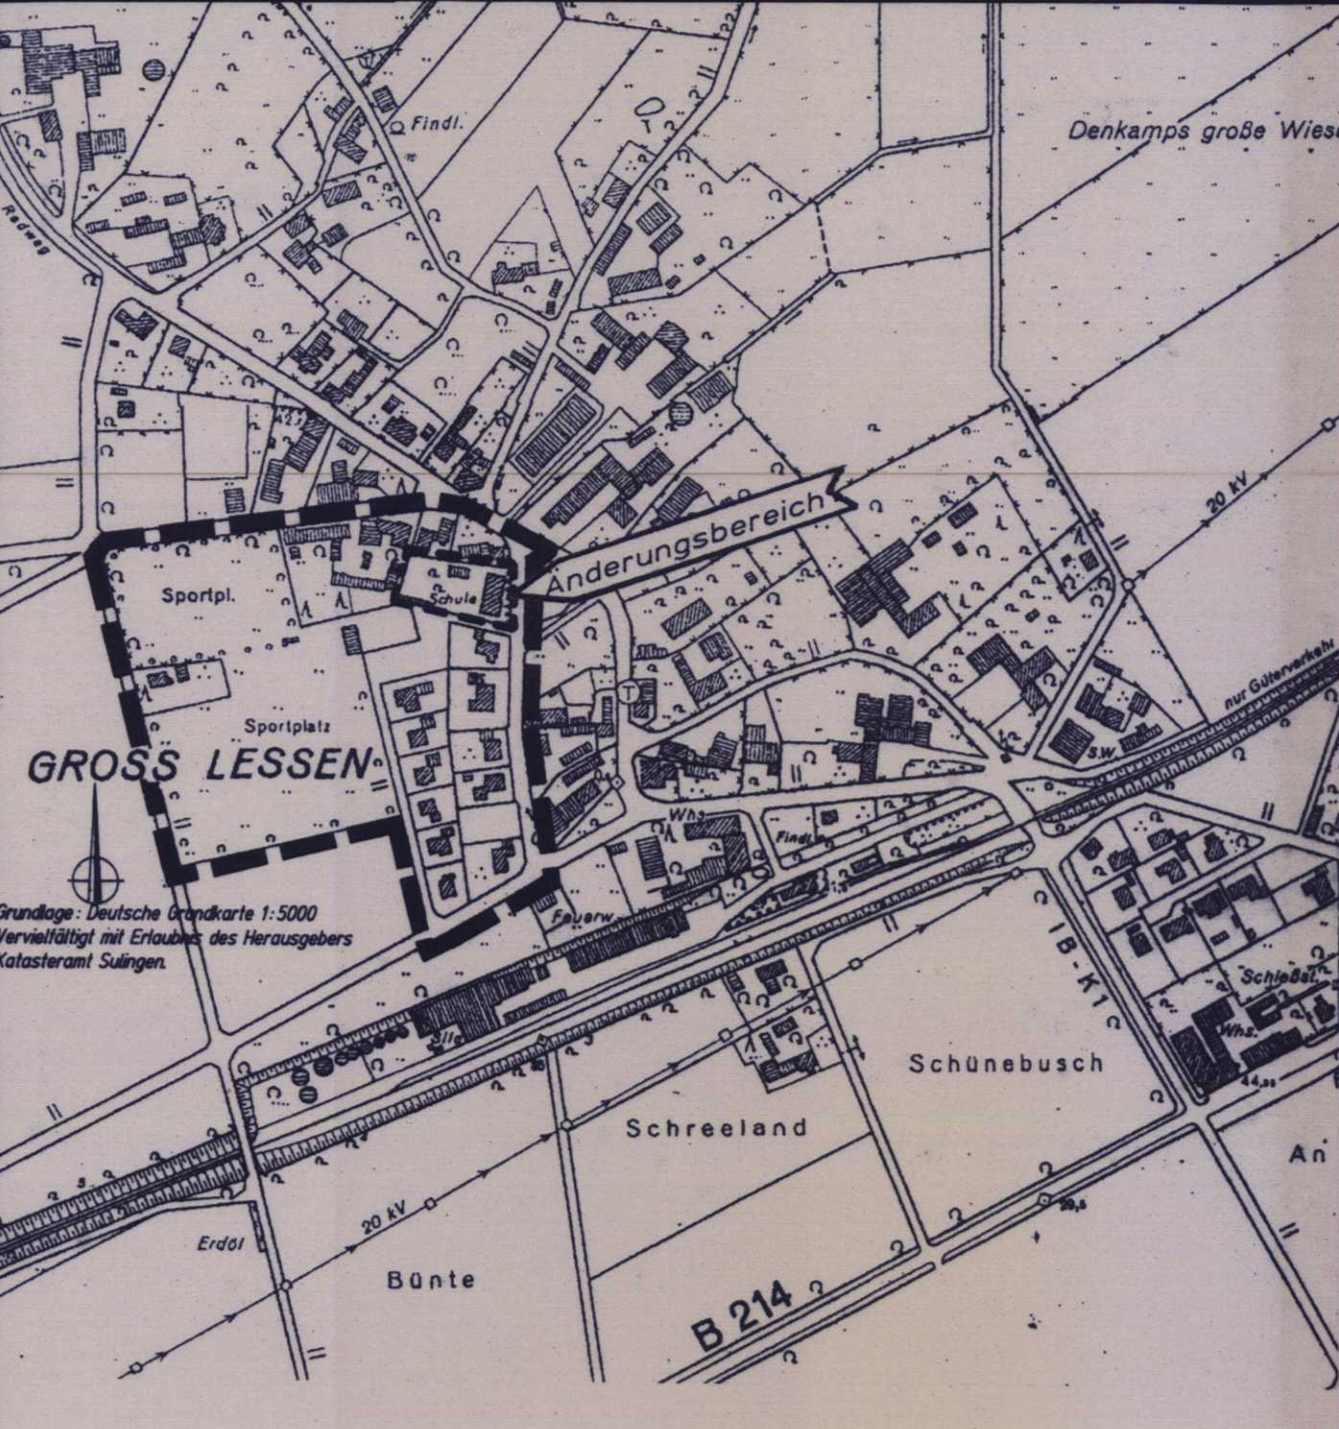 Findl.
Denkamps große Wies
Radweg
20 kV
Änderungsbereich
Sportpl.
Schule
T
nur Güterverkehr
Sportplatz
GROSS LESSEN
S.W.
Whs.
Findl.
Grundlage: Deutsche Grundkarte 1:5000
Vervielfältigt mit Erlaubnis des Herausgebers
Katasteramt Sulingen.
Feuerw.
I B - K 1
Schießst.
Whs.
Schünebusch
Schreeland
An
20 kV
Erdöl
Bünte
B 214